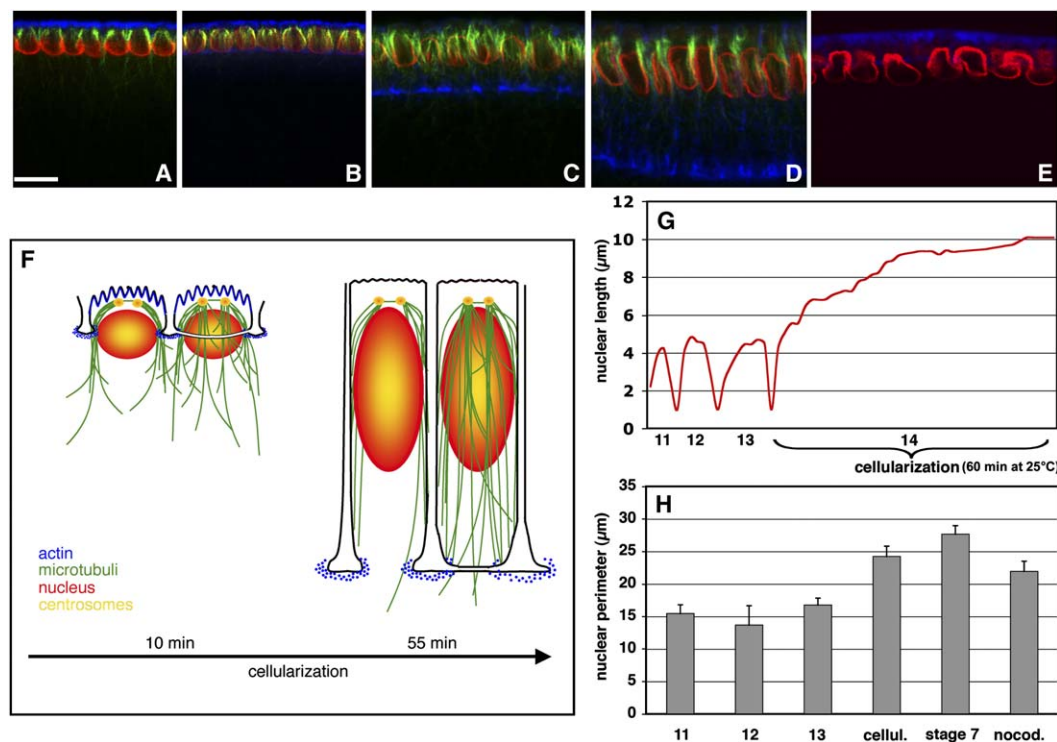 A
B
C
D
E
F
actin
microtubuli
nucleus
centrosomes
10 min
55 min
cellularization
G
nuclear length (µm)
12
10
8
6
4
2
0
11
12
13
14
cellularization (60 min at 25°C)
H
nuclear perimeter (µm)
35
30
25
20
15
10
5
0
11
12
13
cellul.
stage 7
nocod.